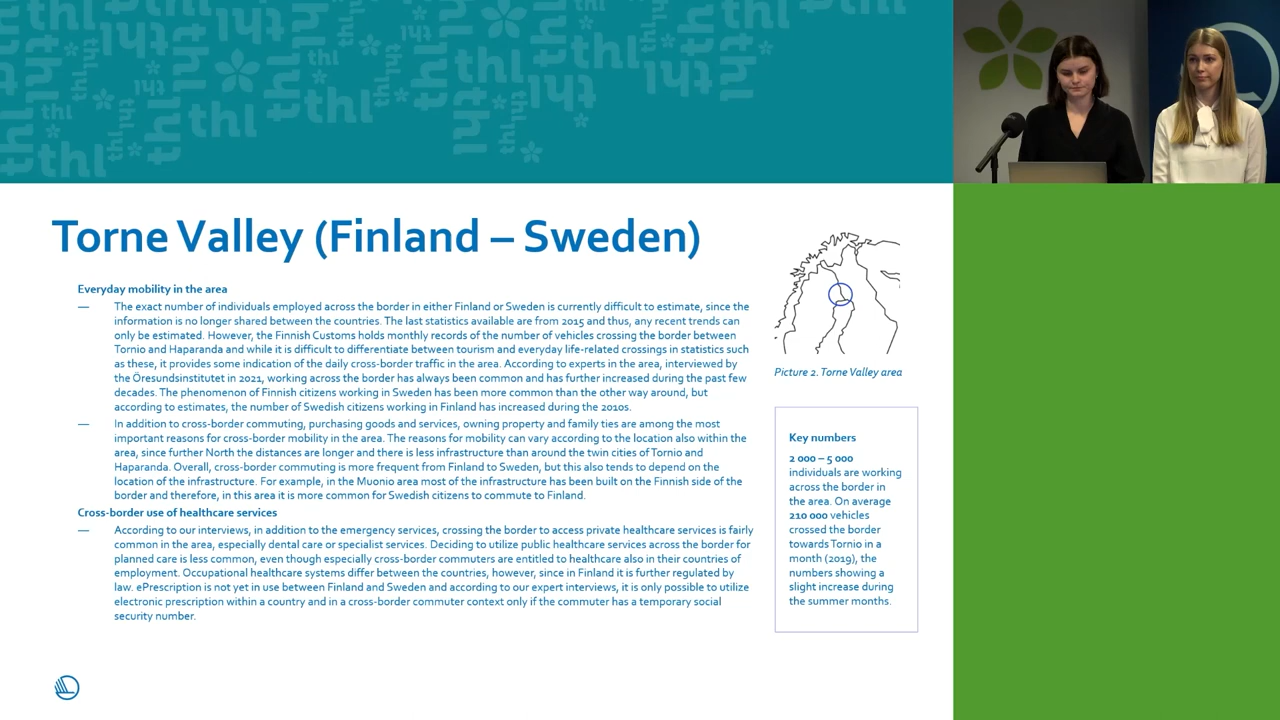 thl thl thl thl thl thl thl thl thl thl thl thl thl thl
Torne Valley (Finland – Sweden)
Everyday mobility in the area
— The exact number of individuals employed across the border in either Finland or Sweden is currently difficult to estimate, since the
information is no longer shared between the countries. The last statistics available are from 2015 and thus, any recent trends can
only be estimated. However, the Finnish Customs holds monthly records of the number of vehicles crossing the border between
Tornio and Haparanda and while it is difficult to differentiate between tourism and everyday life-related crossings in statistics such
as these, it provides some indication of the daily cross-border traffic in the area. According to experts in the area, interviewed by
the Öresundsinstitutet in 2021, working across the border has always been common and has further increased during the past few
decades. The phenomenon of Finnish citizens working in Sweden has been more common than the other way around, but
according to estimates, the number of Swedish citizens working in Finland has increased during the 2010s.
— In addition to cross-border commuting, purchasing goods and services, owning property and family ties are among the most
important reasons for cross-border mobility in the area. The reasons for mobility can vary according to the location also within the
area, since further North the distances are longer and there is less infrastructure than around the twin cities of Tornio and
Haparanda. Overall, cross-border commuting is more frequent from Finland to Sweden, but this also tends to depend on the
location of the infrastructure. For example, in the Muonio area most of the infrastructure has been built on the Finnish side of the
border and therefore, in this area it is more common for Swedish citizens to commute to Finland.
Cross-border use of healthcare services
— According to our interviews, in addition to the emergency services, crossing the border to access private healthcare services is fairly
common in the area, especially dental care or specialist services. Deciding to utilize public healthcare services across the border for
planned care is less common, even though especially cross-border commuters are entitled to healthcare also in their countries of
employment. Occupational healthcare systems differ between the countries, however, since in Finland it is further regulated by
law. ePrescription is not yet in use between Finland and Sweden and according to our expert interviews, it is only possible to utilize
electronic prescription within a country and in a cross-border commuter context only if the commuter has a temporary social
security number.
Picture 2. Torne Valley area
Key numbers
2 000 – 5 000
individuals are working
across the border in
the area. On average
210 000 vehicles
crossed the border
towards Tornio in a
month (2019), the
numbers showing a
slight increase during
the summer months.